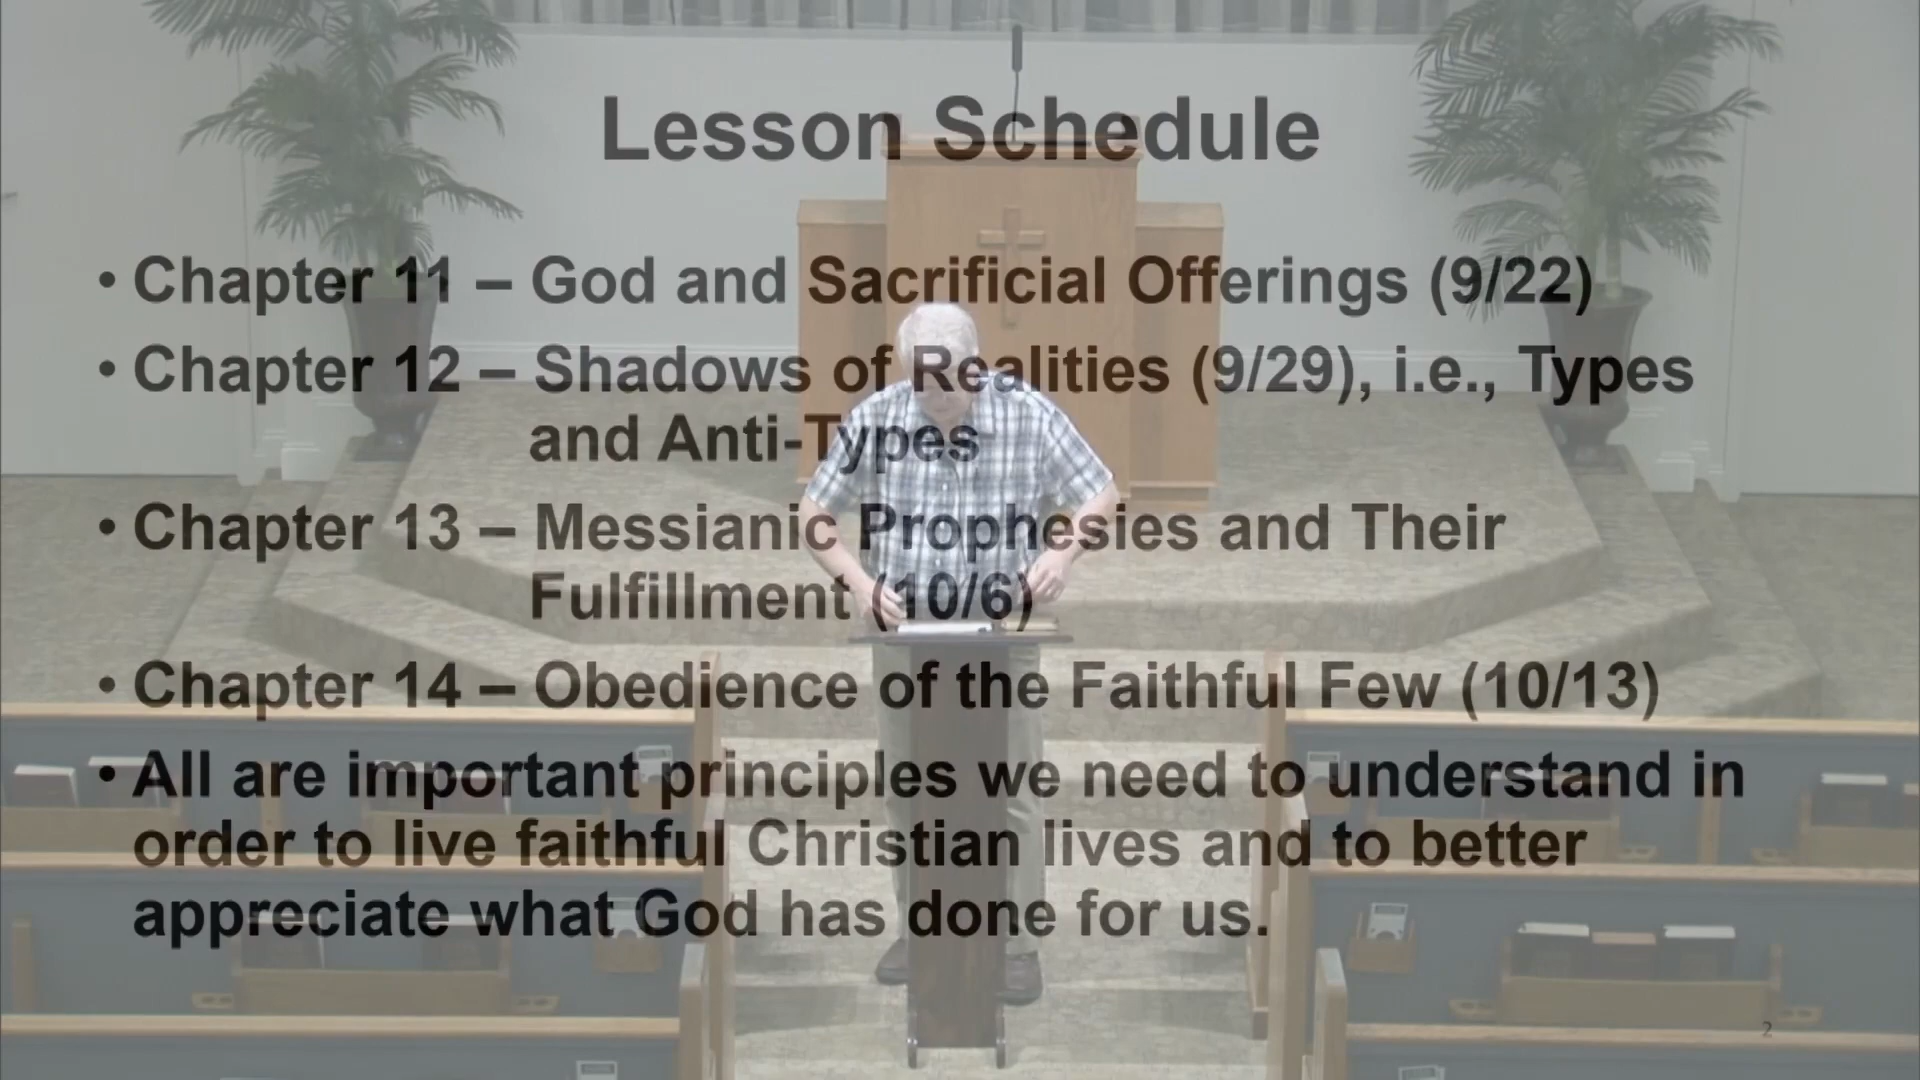 Lesson Schedule
• Chapter 11 – God and Sacrificial Offerings (9/22)
• Chapter 12 – Shadows of Realities (9/29), i.e., Types
and Anti-Types
• Chapter 13 – Messianic Prophesies and Their
Fulfillment (10/6)
• Chapter 14 – Obedience of the Faithful Few (10/13)
• All are important principles we need to understand in
order to live faithful Christian lives and to better
appreciate what God has done for us.
2